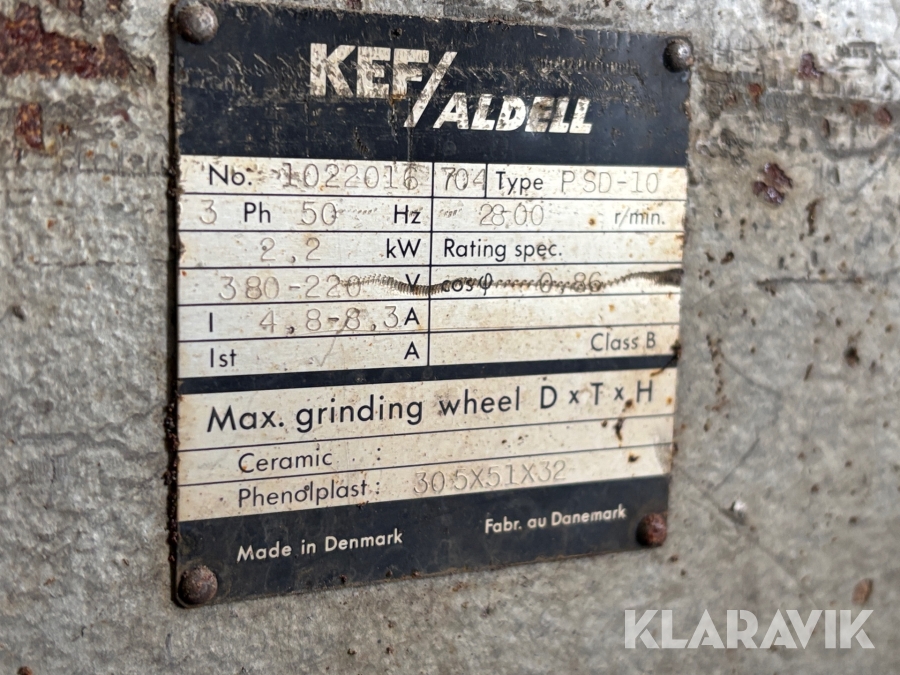 KEF/ALDELL
No. 1022016 704 Type PSD-10
3 Ph 50 Hz 2800 r/min.
2,2 kW Rating spec.
380-220 V cosφ 0.86
I 4,8-8,3 A
Ist A Class B
Max. grinding wheel D x T x H
Ceramic :
Phenolplast : 305X51X32
Made in Denmark Fabr. au Danemark
KLARAVIK